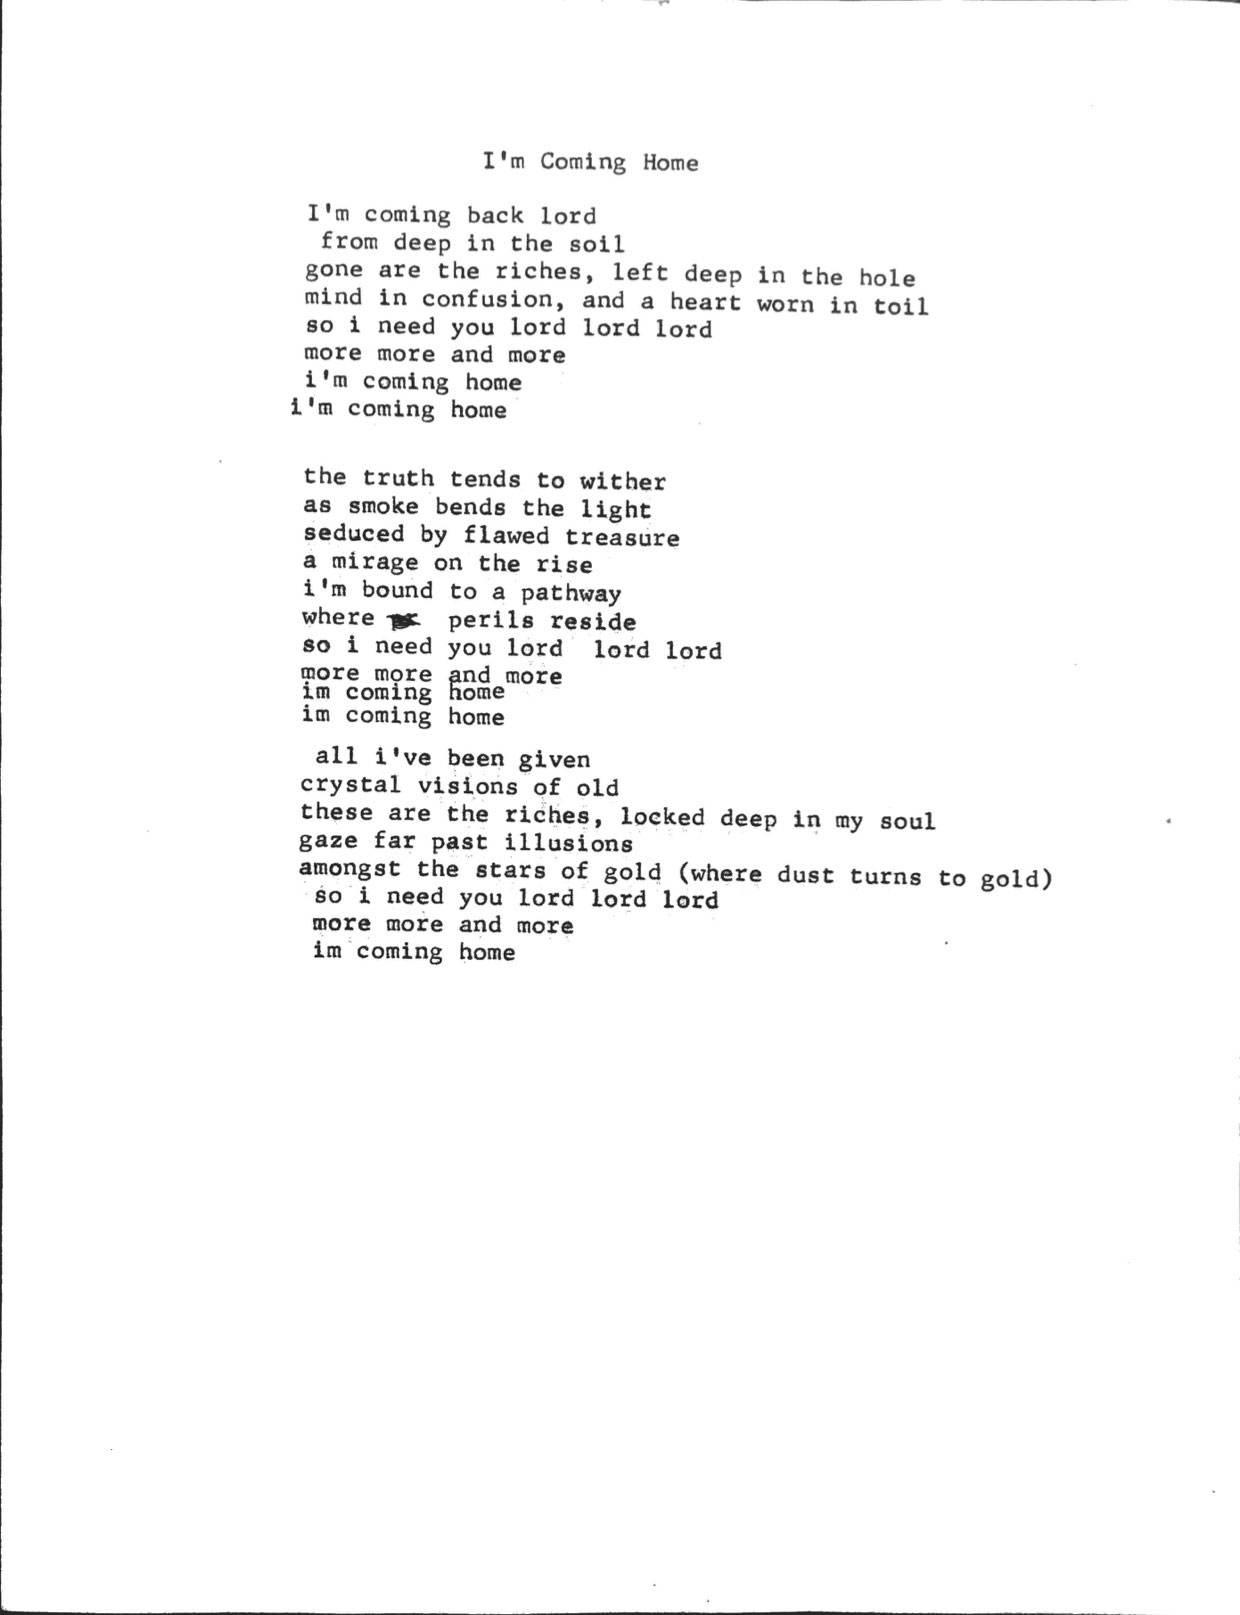 I'm Coming Home
I'm coming back lord
from deep in the soil
gone are the riches, left deep in the hole
mind in confusion, and a heart worn in toil
so i need you lord lord lord
more more and more
i'm coming home
i'm coming home
the truth tends to wither
as smoke bends the light
seduced by flawed treasure
a mirage on the rise
i'm bound to a pathway
where perils reside
so i need you lord lord lord
more more and more
im coming home
im coming home
all i've been given
crystal visions of old
these are the riches, locked deep in my soul
gaze far past illusions
amongst the stars of gold (where dust turns to gold)
so i need you lord lord lord
more more and more
im coming home